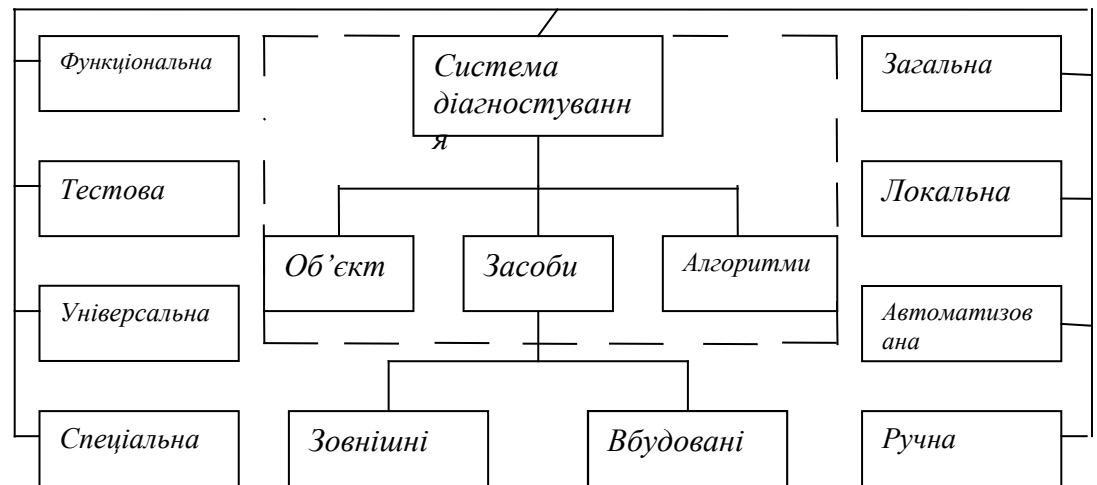 Функціональна
Система
діагностуванн
я
Загальна
Тестова
Локальна
Об’єкт
Засоби
Алгоритми
Універсальна
Автоматизов
ана
Спеціальна
Зовнішні
Вбудовані
Ручна